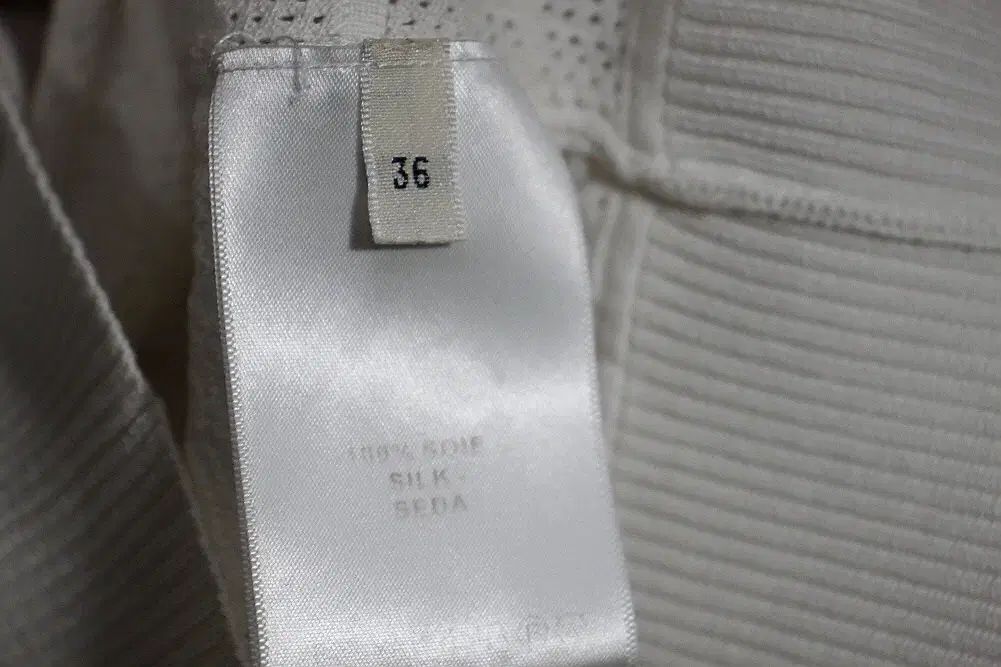 36
100% SOIE
SILK -
SEDA